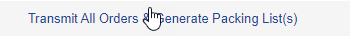 Transmit All Orders & Generate Packing List(s)